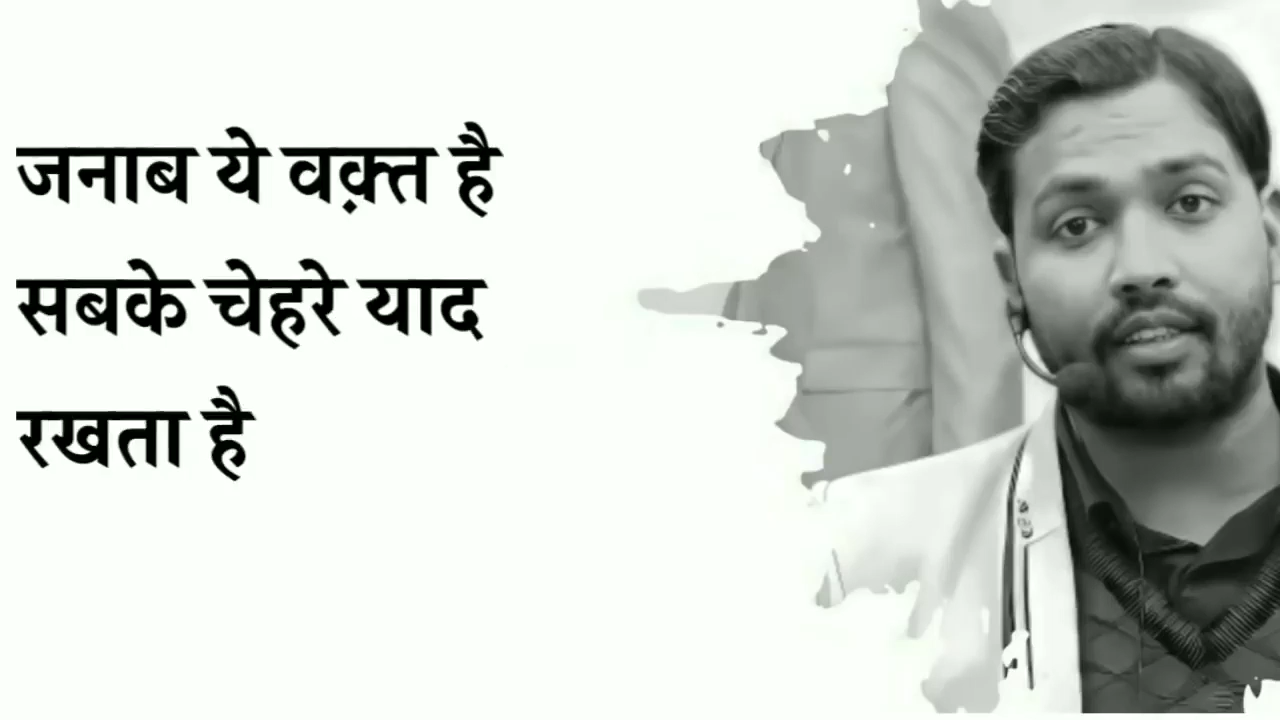 जनाब ये वक़्त है
सबके चेहरे याद
रखता है